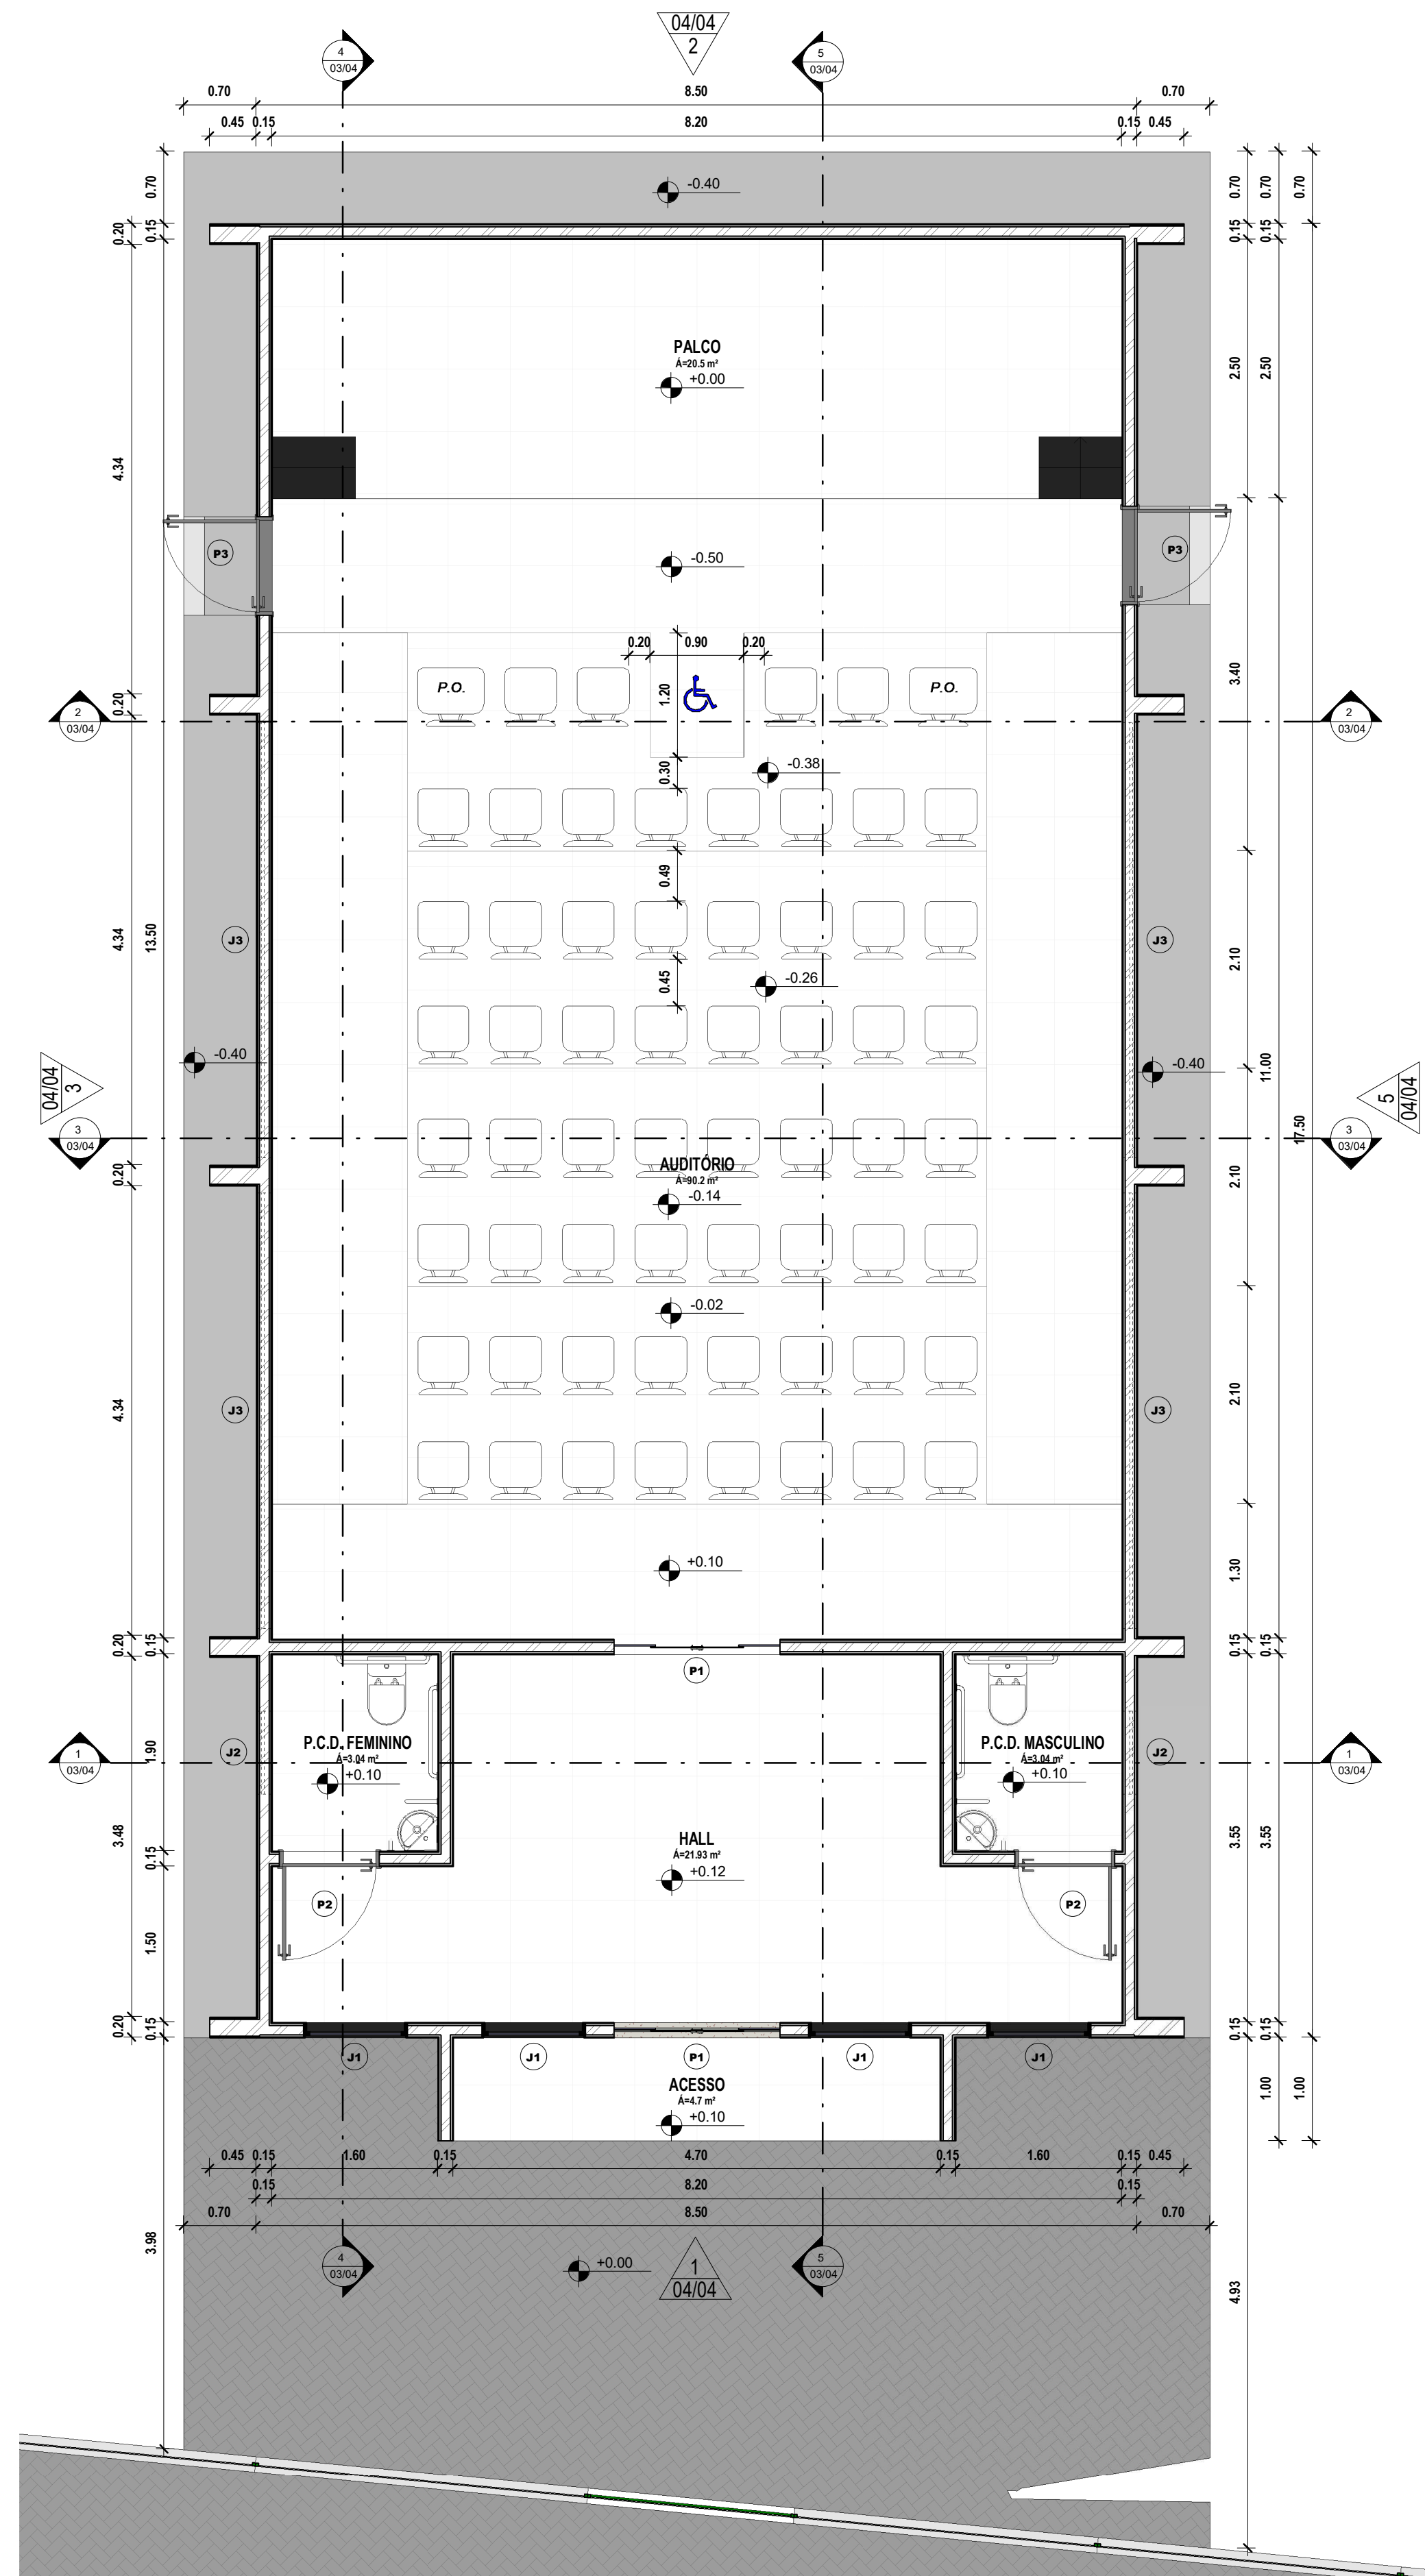 04/04
2
4
03/04
5
03/04
0.70 8.50 0.70
0.45 0.15 8.20 0.15 0.45
0.70
0.20
0.15
0.70
0.70
0.70
0.15
0.15
-0.40
PALCO
Á=20.5 m²
+0.00
2.50
2.50
4.34
P3
P3
-0.50
0.20 0.90 0.20
1.20
P.O.
P.O.
3.40
0.20
2
03/04
2
03/04
0.30
-0.38
0.49
4.34
13.50
J3
J3
2.10
0.45
-0.26
-0.40
-0.40
11.00
04/04
3
5
04/04
3
03/04
3
03/04
17.50
0.20
AUDITÓRIO
Á=90.2 m²
-0.14
2.10
-0.02
4.34
J3
J3
2.10
+0.10
1.30
0.20
0.15
0.15
0.15
P1
P.C.D. FEMININO
Á=3.04 m²
+0.10
P.C.D. MASCULINO
Á=3.04 m²
+0.10
J2
J2
1.90
1
03/04
1
03/04
3.48
0.15
HALL
Á=21.93 m²
+0.12
3.55
3.55
P2
P2
1.50
0.20
0.15
0.15
0.15
J1
J1
P1
J1
J1
ACESSO
Á=4.7 m²
+0.10
1.00
1.00
0.45 0.15 1.60 0.15 4.70 0.15 1.60 0.15 0.45
0.15 8.20 0.15
0.70 8.50 0.70
3.98
4
03/04
+0.00
1
04/04
5
03/04
4.93